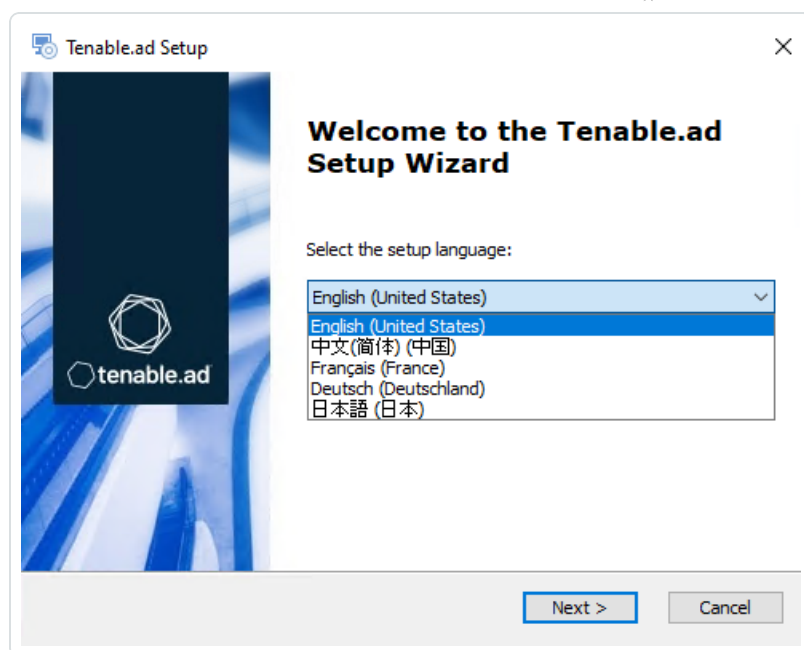 Tenable.ad Setup
Welcome to the Tenable.ad
Setup Wizard
Select the setup language:
English (United States)
English (United States)
中文(简体) (中国)
Français (France)
Deutsch (Deutschland)
日本語 (日本)
tenable.ad
Next >
Cancel